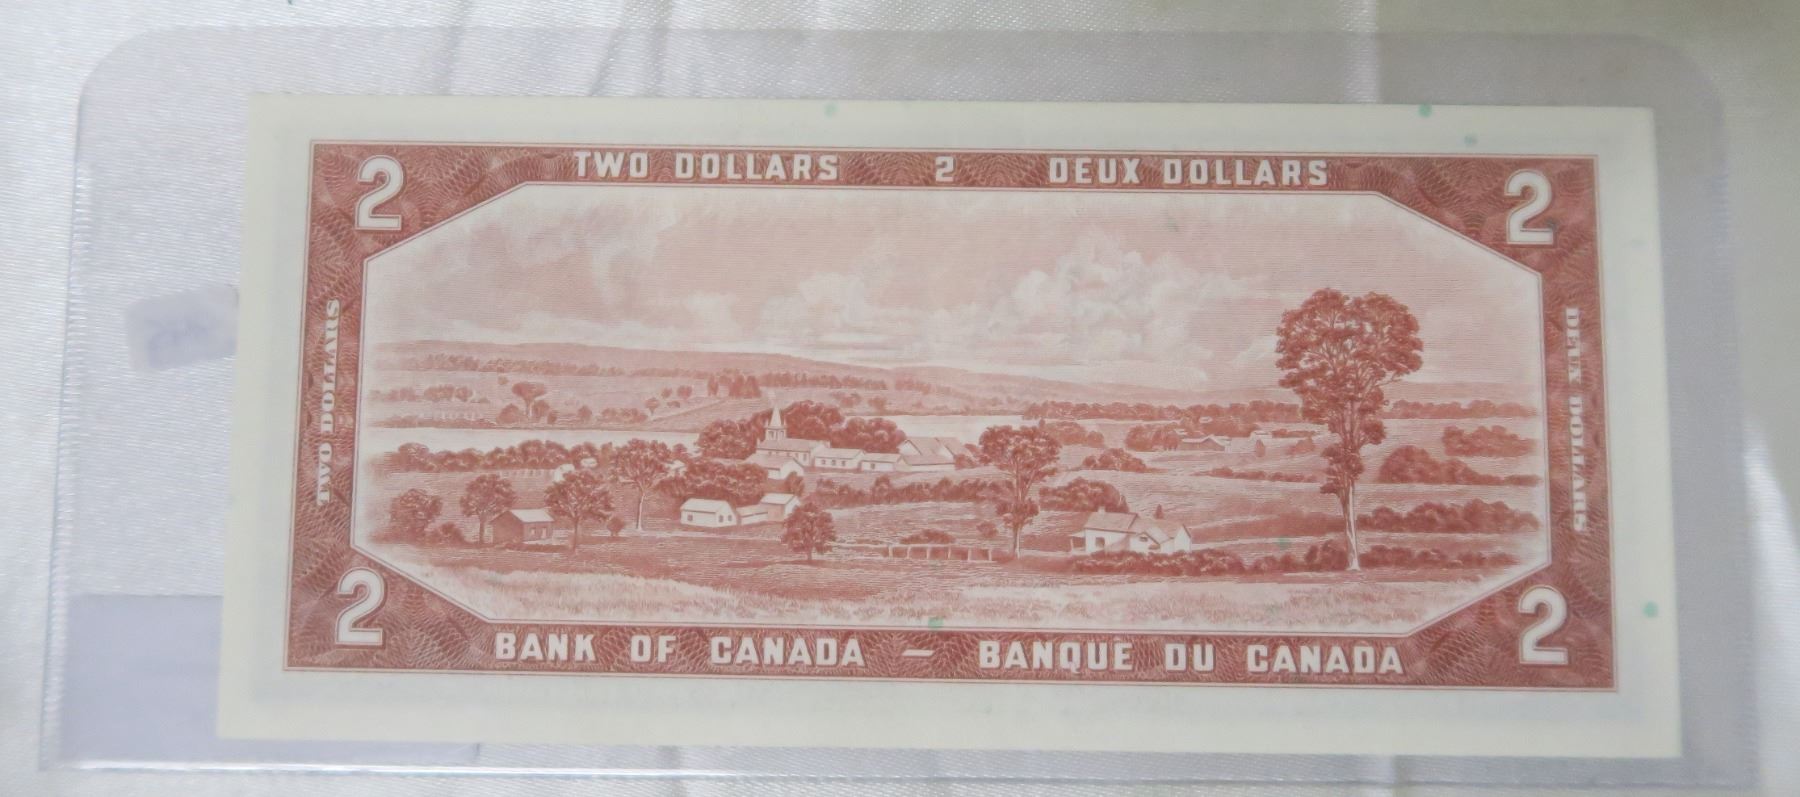 2 TWO DOLLARS 2 DEUX DOLLARS 2
TWO DOLLARS
DEUX DOLLARS
2 BANK OF CANADA — BANQUE DU CANADA 2